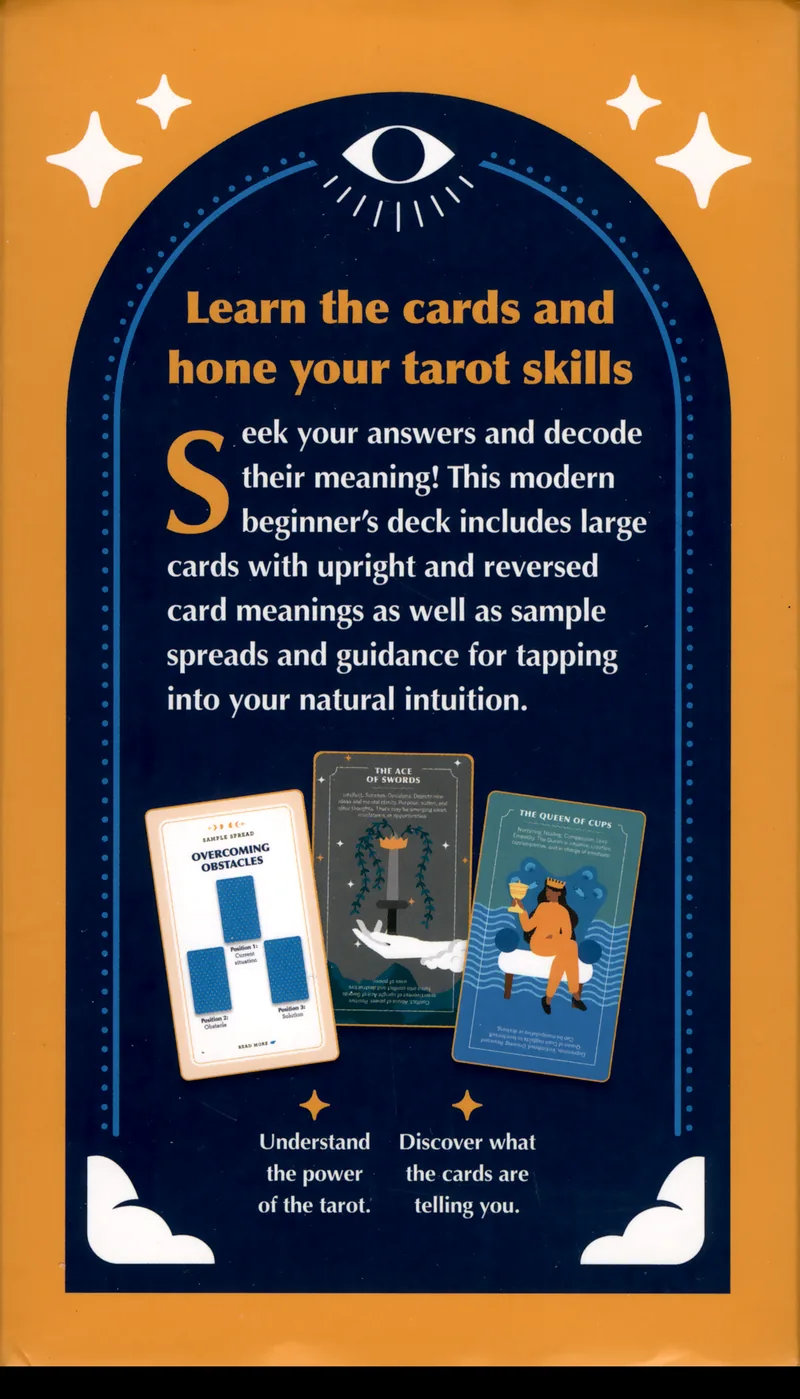 Learn the cards and
hone your tarot skills
Seek your answers and decode
their meaning! This modern
beginner's deck includes large
cards with upright and reversed
card meanings as well as sample
spreads and guidance for tapping
into your natural intuition.
SAMPLE SPREAD
OVERCOMING
OBSTACLES
Position 1:
Current
situation
Position 2:
Obstacle
Position 3:
Solution
READ MORE
THE ACE
OF SWORDS
THE QUEEN OF CUPS
Nurturing, Healing, Compassion, Love,
Understand
the power
of the tarot.
Discover what
the cards are
telling you.